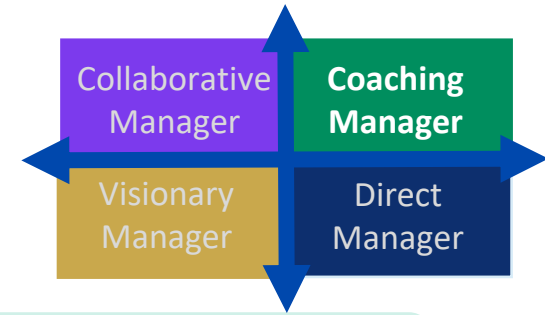 Collaborative
Manager
Coaching
Manager
Visionary
Manager
Direct
Manager